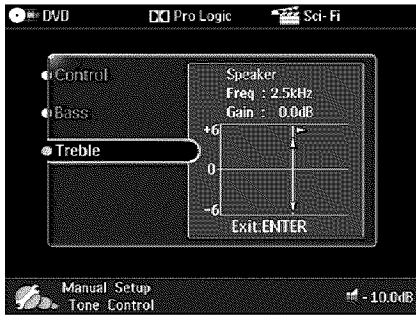 DVD
Pro Logic
Sci-Fi
Control
Bass
Treble
Speaker
Freq : 2.5kHz
Gain : 0.0dB
+6
0
-6
Exit:ENTER
Manual Setup
Tone Control
-10.0dB